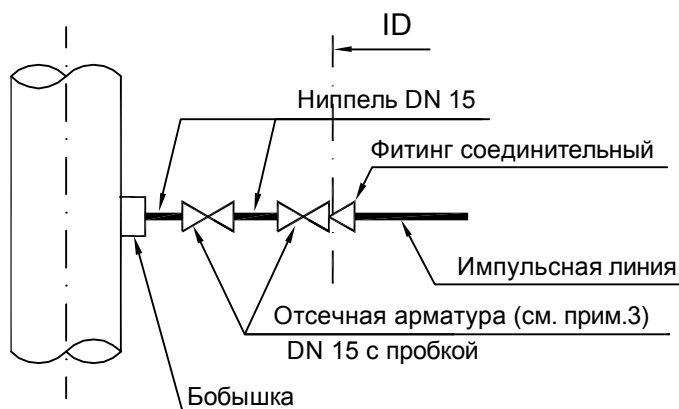 ID
Ниппель DN 15
Фитинг соединительный
Импульсная линия
Отсечная арматура (см. прим.3)
DN 15 с пробкой
Бобышка